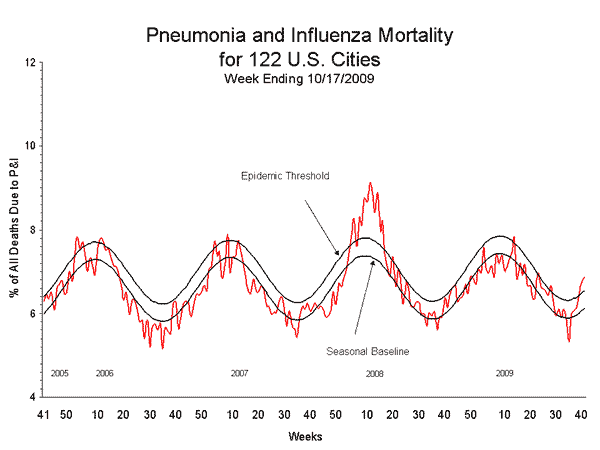 Pneumonia and Influenza Mortality
for 122 U.S. Cities
Week Ending 10/17/2009
% of All Deaths Due to P&I
12
10
8
6
4
Epidemic Threshold
Seasonal Baseline
2005 2006 2007 2008 2009
41 50 10 20 30 40 50 10 20 30 40 50 10 20 30 40 50 10 20 30 40
Weeks